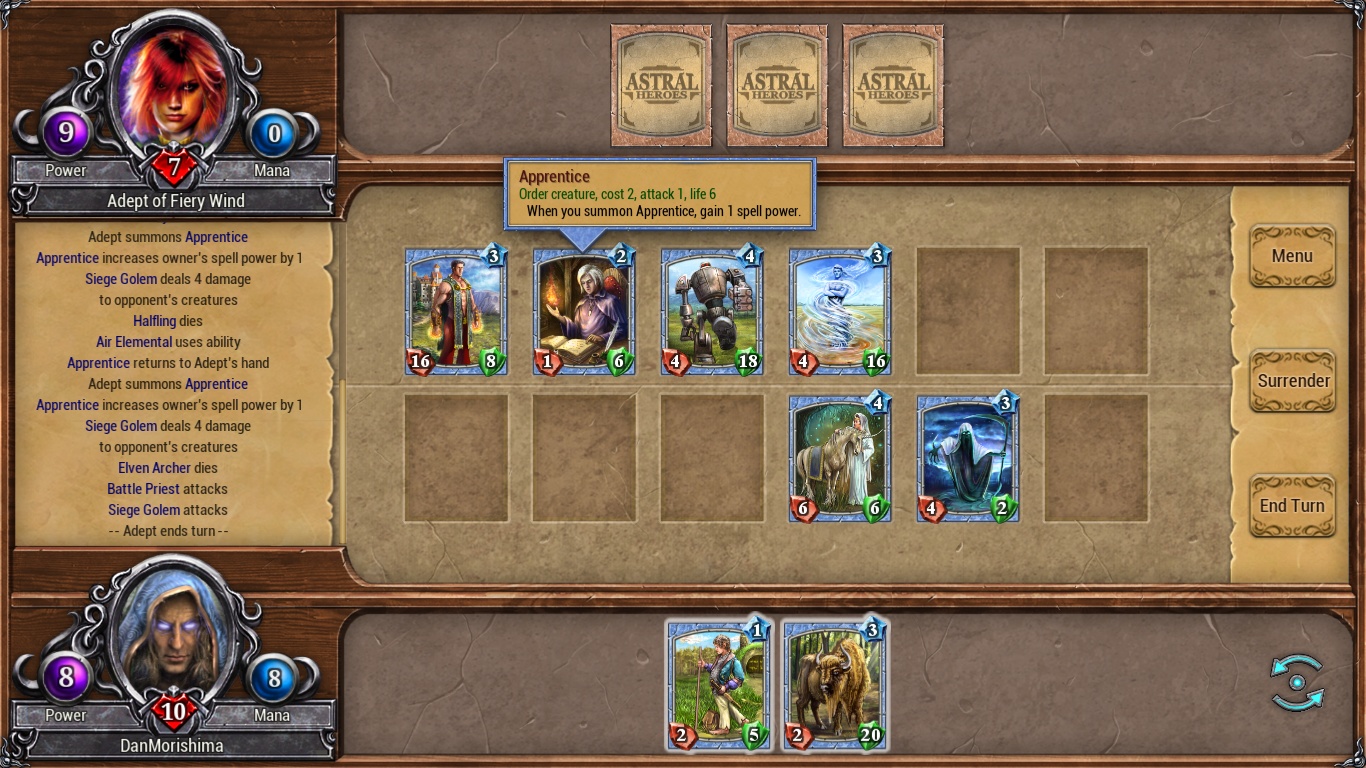 9
0
7
Power
Mana
Adept of Fiery Wind
ASTRAL
HEROES
ASTRAL
HEROES
ASTRAL
HEROES
Apprentice
Order creature, cost 2, attack 1, life 6
When you summon Apprentice, gain 1 spell power.
Adept summons Apprentice
Apprentice increases owner's spell power by 1
Siege Golem deals 4 damage
to opponent's creatures
Halfling dies
Air Elemental uses ability
Apprentice returns to Adept's hand
Adept summons Apprentice
Apprentice increases owner's spell power by 1
Siege Golem deals 4 damage
to opponent's creatures
Elven Archer dies
Battle Priest attacks
Siege Golem attacks
-- Adept ends turn --
3
16
8
2
1
6
4
4
18
3
4
16
4
6
6
3
4
2
Menu
Surrender
End Turn
8
8
10
Power
Mana
DanMorishima
1
2
5
3
2
20